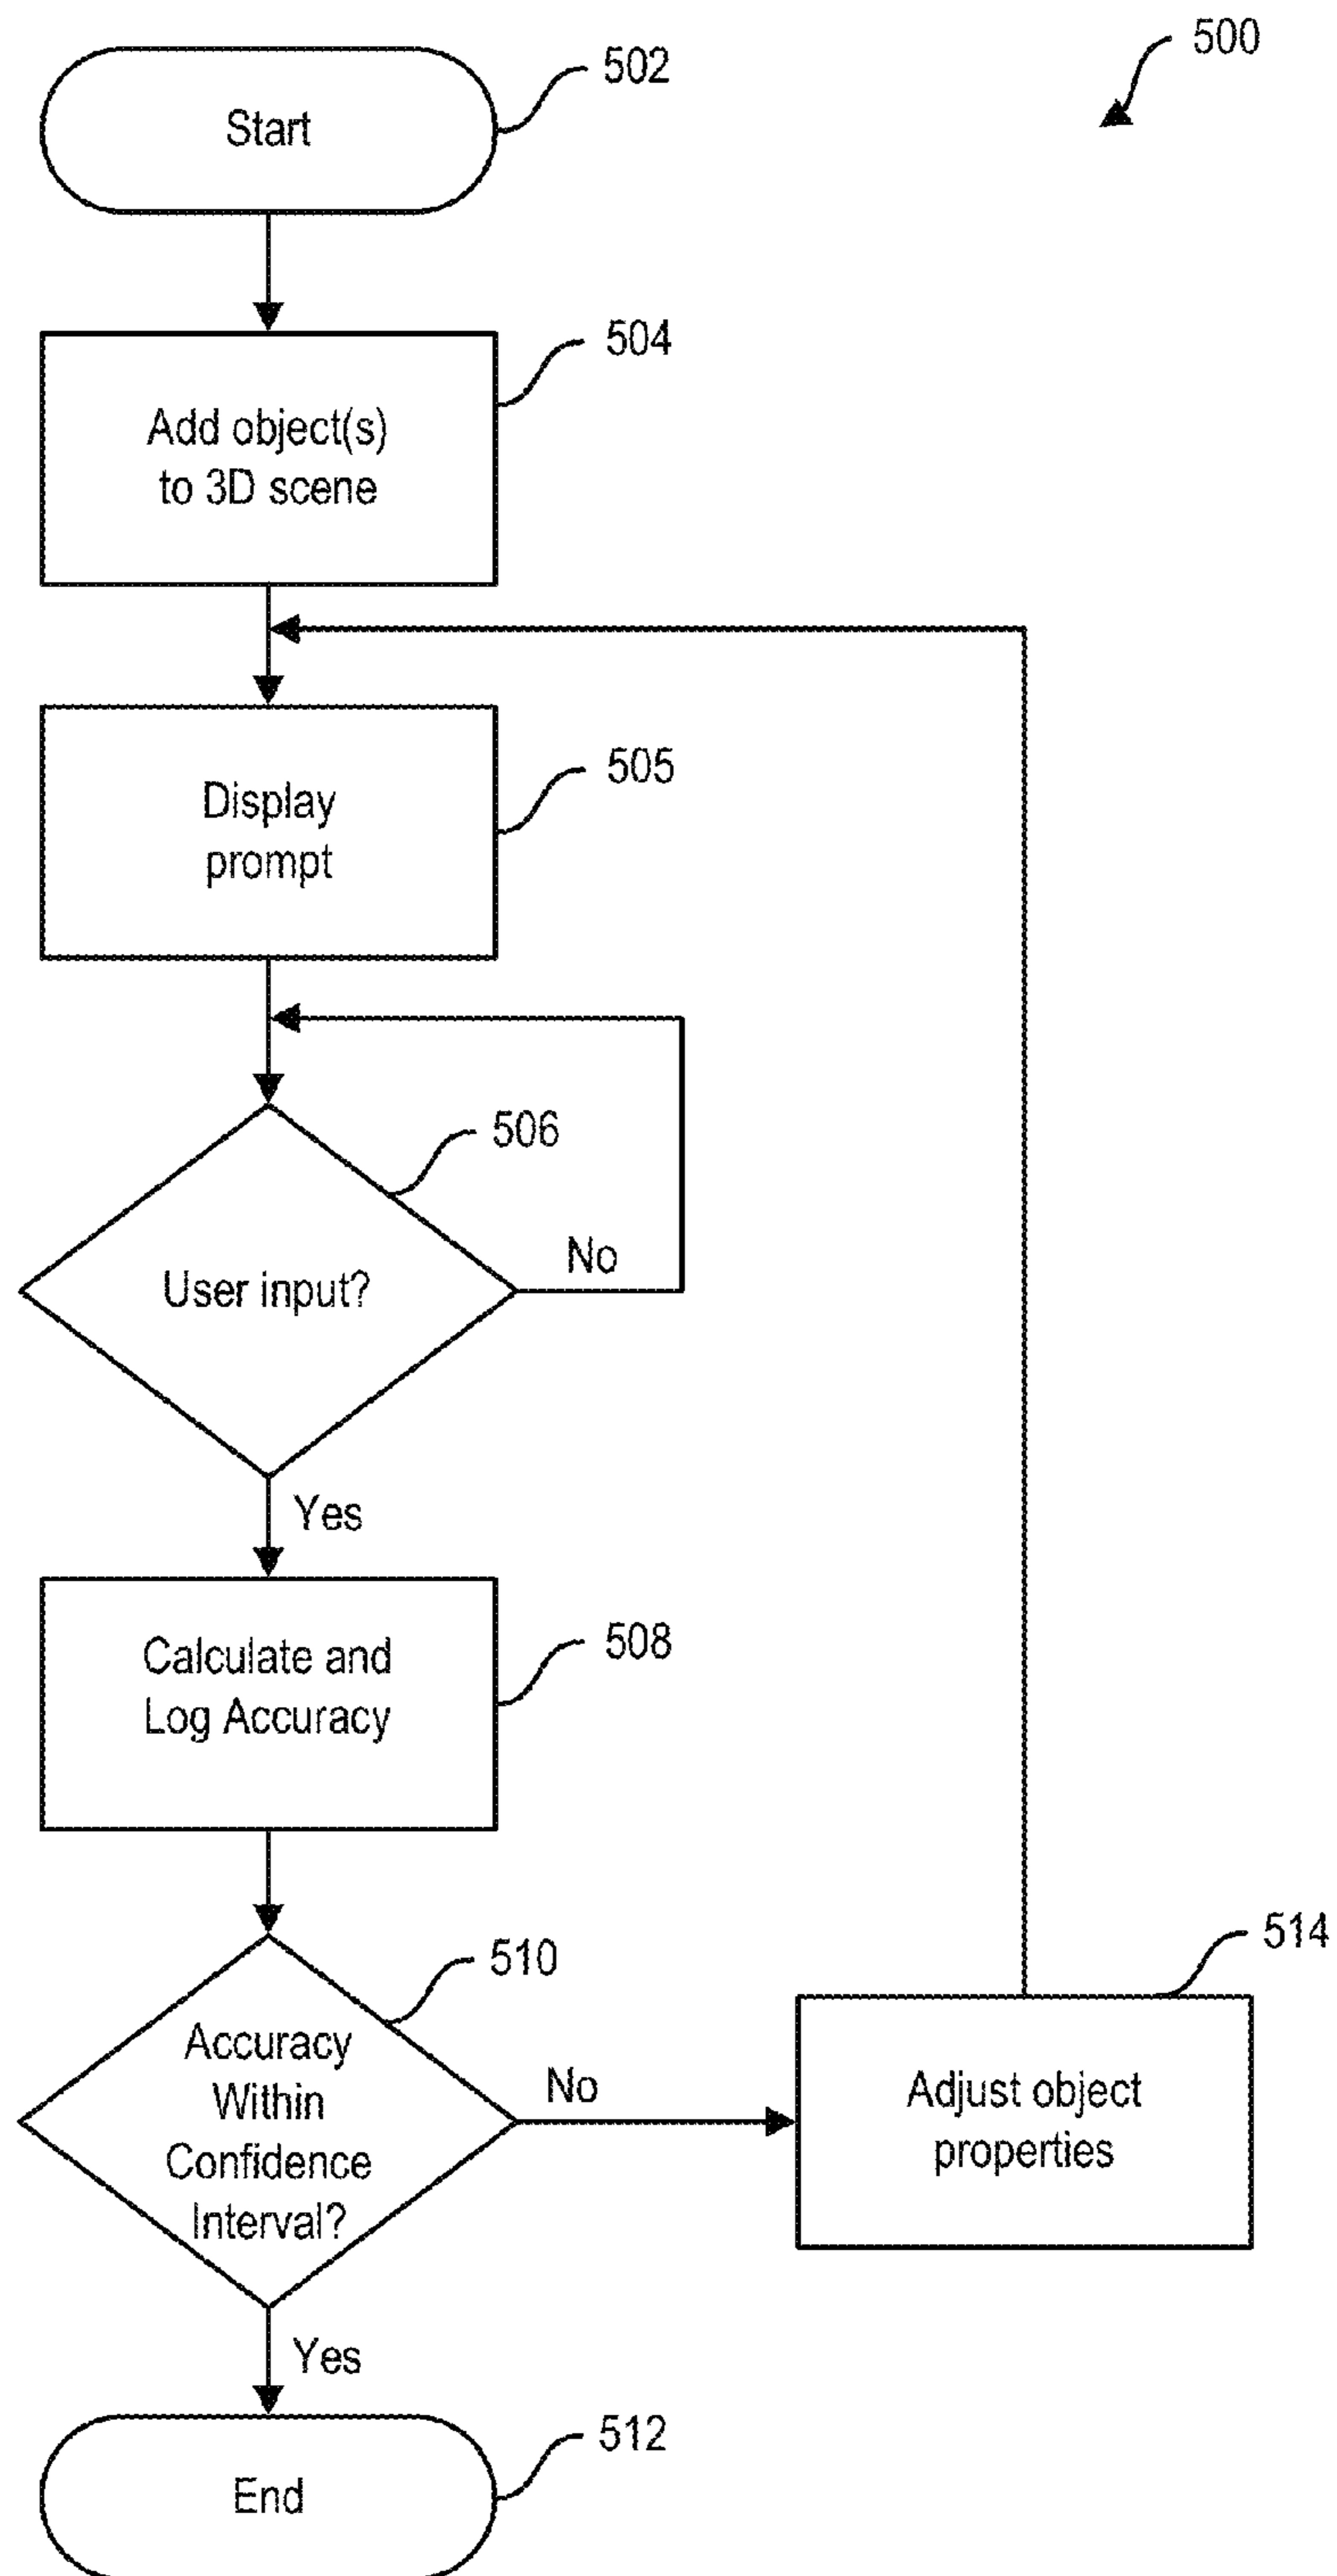 500
502
Start
504
Add object(s)
to 3D scene
505
Display
prompt
506
User input?
No
Yes
508
Calculate and
Log Accuracy
510
Accuracy
Within
Confidence
Interval?
No
514
Adjust object
properties
Yes
512
End